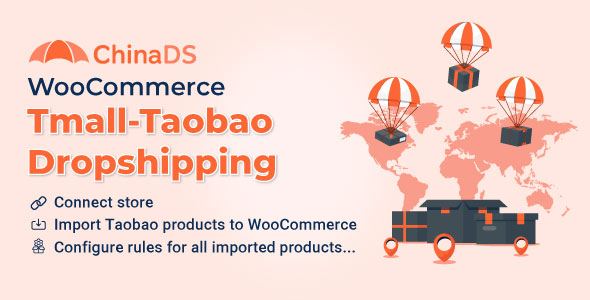 ChinaDS
WooCommerce
Tmall-Taobao
Dropshipping
Connect store
Import Taobao products to WooCommerce
Configure rules for all imported products...